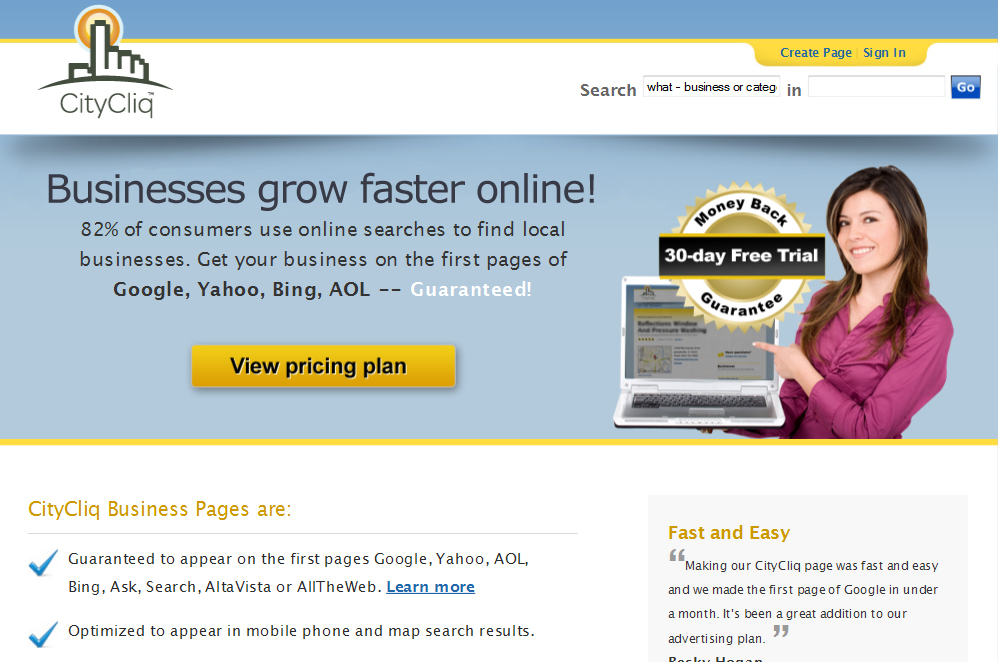 Create Page | Sign In
CityCliq™
Search what - business or categ in Go
Businesses grow faster online!
82% of consumers use online searches to find local
businesses. Get your business on the first pages of
Google, Yahoo, Bing, AOL -- Guaranteed!
View pricing plan
Money Back
30-day Free Trial
Guarantee
Reflections Window
And Pressure Washing
CityCliq Business Pages are:
Guaranteed to appear on the first pages Google, Yahoo, AOL,
Bing, Ask, Search, AltaVista or AllTheWeb. Learn more
Optimized to appear in mobile phone and map search results.
Fast and Easy
“Making our CityCliq page was fast and easy
and we made the first page of Google in under
a month. It's been a great addition to our
advertising plan. ”
Becky Hogan